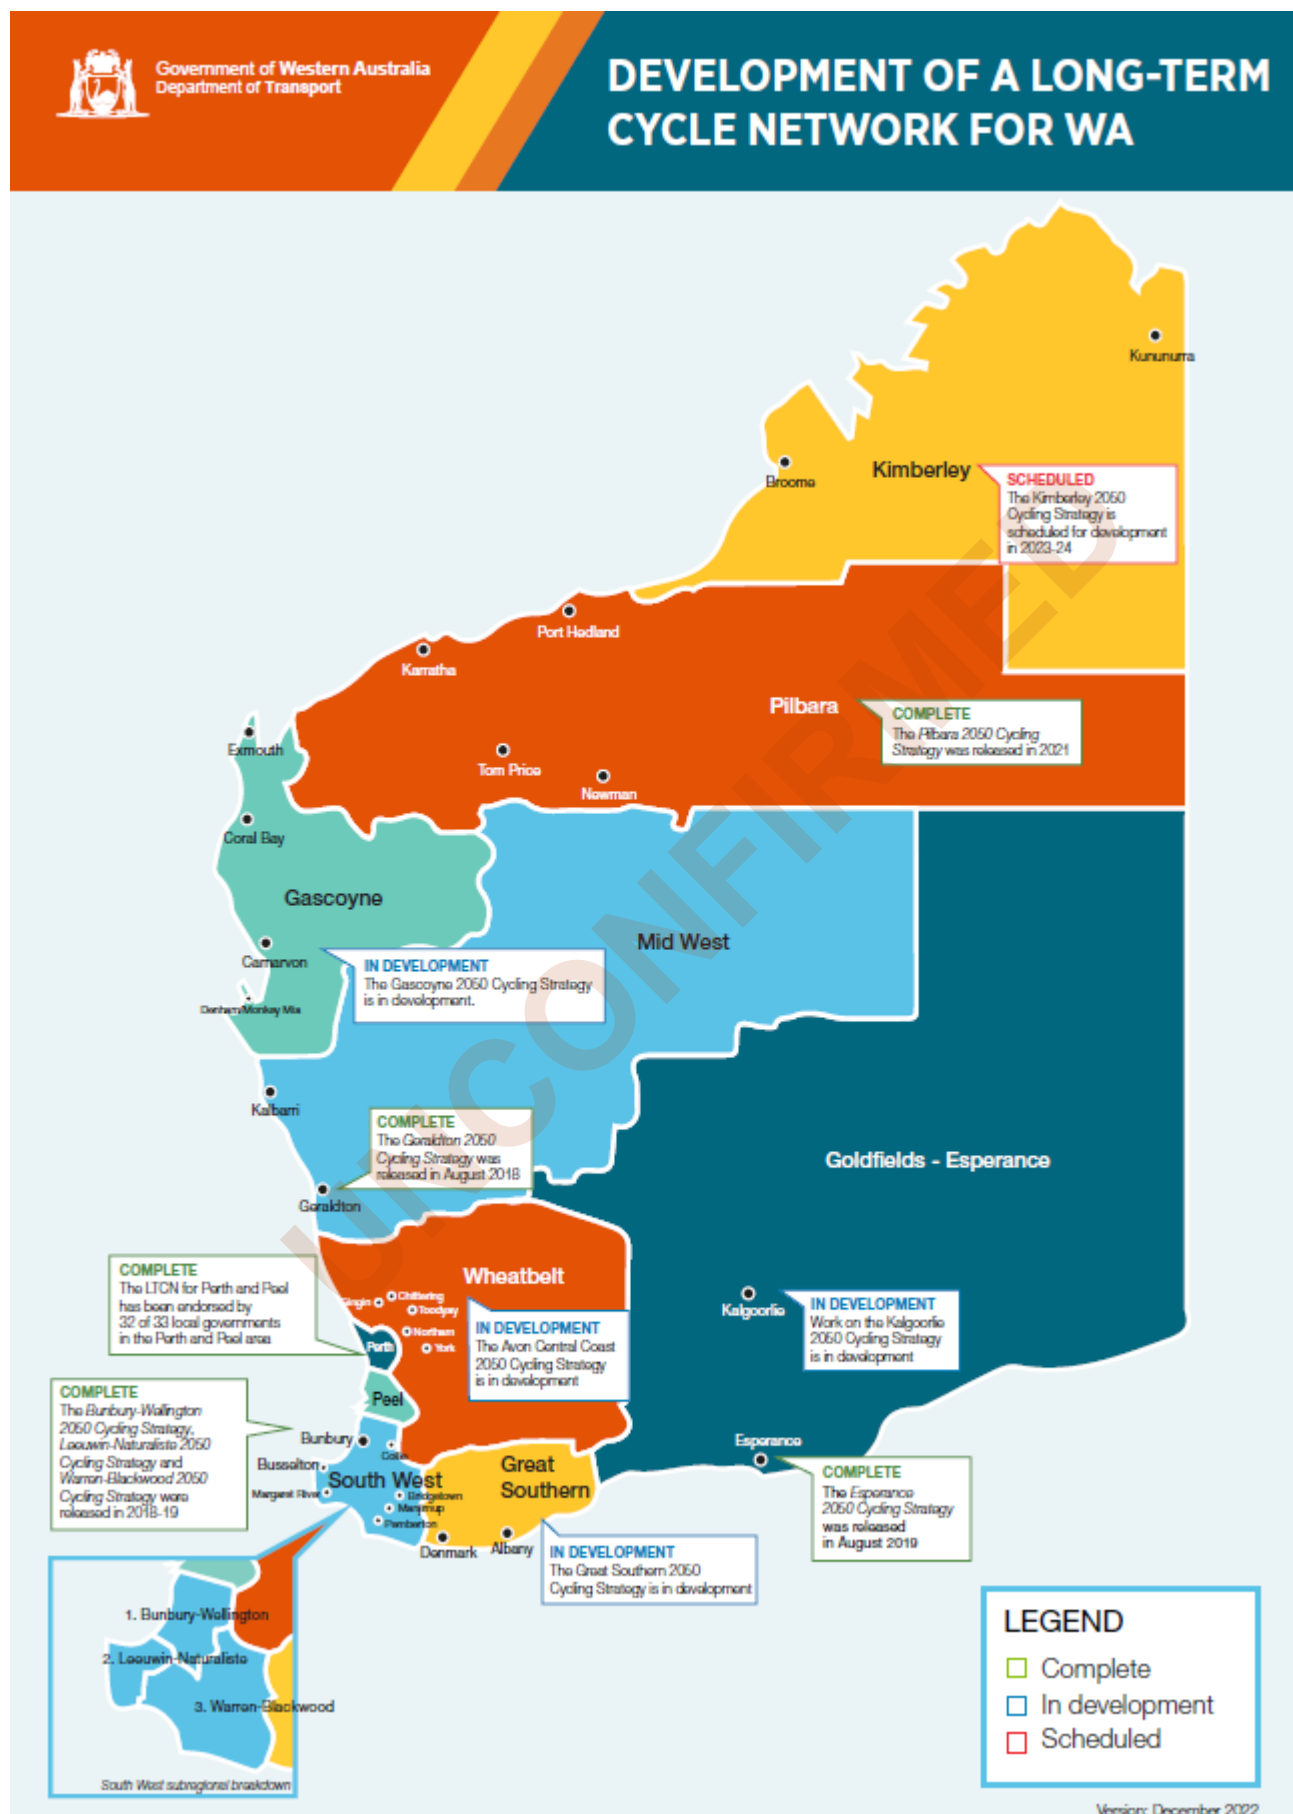 Government of Western Australia
Department of Transport
DEVELOPMENT OF A LONG-TERM
CYCLE NETWORK FOR WA
Kununurra
Broome
Kimberley
SCHEDULED
The Kimberley 2050
Cycling Strategy is
scheduled for development
in 2023-24
Port Hedland
Karratha
Pilbara
COMPLETE
The Pilbara 2050 Cycling
Strategy was released in 2021
Exmouth
Tom Price
Newman
Coral Bay
Gascoyne
Mid West
Carnarvon
IN DEVELOPMENT
The Gascoyne 2050 Cycling Strategy
is in development.
Denham/Monkey Mia
Kalbarri
COMPLETE
The Geraldton 2050
Cycling Strategy was
released in August 2018
Geraldton
Goldfields - Esperance
UNCONFIRMED
COMPLETE
The LTCN for Perth and Peel
has been endorsed by
32 of 33 local governments
in the Perth and Peel area
Wheatbelt
Gingin
Chittering
Toodyay
Northam
York
Perth
IN DEVELOPMENT
The Avon Central Coast
2050 Cycling Strategy
is in development
Kalgoorlie
IN DEVELOPMENT
Work on the Kalgoorlie
2050 Cycling Strategy
is in development
COMPLETE
The Bunbury-Wellington
2050 Cycling Strategy,
Leeuwin-Naturaliste 2050
Cycling Strategy and
Warren-Blackwood 2050
Cycling Strategy were
released in 2018-19
Peel
Bunbury
Collie
Busselton
South West
Margaret River
Bridgetown
Manjimup
Pemberton
Great
Southern
Denmark
Albany
IN DEVELOPMENT
The Great Southern 2050
Cycling Strategy is in development
Esperance
COMPLETE
The Esperance
2050 Cycling Strategy
was released
in August 2019
1. Bunbury-Wellington
2. Leeuwin-Naturaliste
3. Warren-Blackwood
South West subregional breakdown
LEGEND
Complete
In development
Scheduled
Version: December 2022